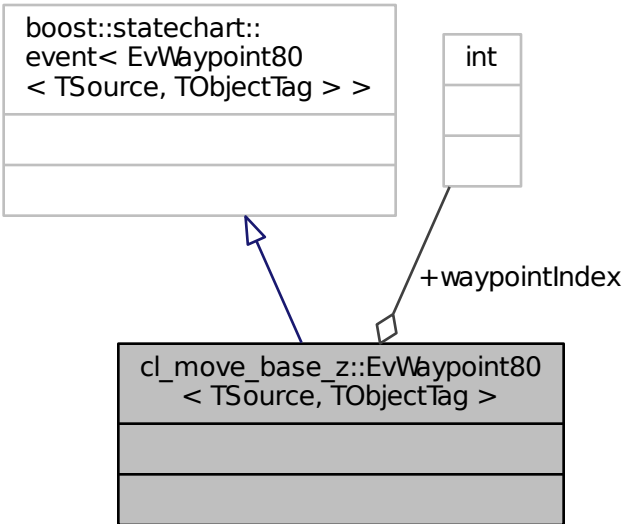 boost::statechart::
event< EvWaypoint80
< TSource, TObjectTag > >
int
+waypointIndex
cl_move_base_z::EvWaypoint80
< TSource, TObjectTag >